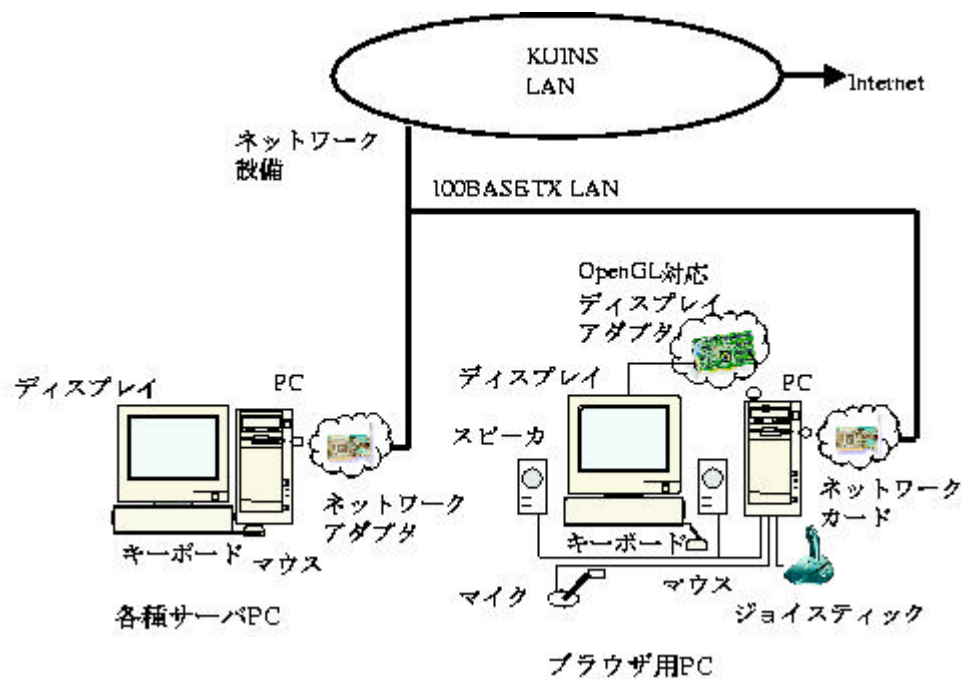 KUINS
LAN
Internet
ネットワーク
設備
100BASETX LAN
OpenGL対応
ディスプレイ
アダプタ
ディスプレイ
PC
ディスプレイ
PC
スピーカ
ネットワーク
アダプタ
ネットワーク
カード
キーボード
マウス
キーボード
マウス
マイク
ジョイスティック
各種サーバPC
ブラウザ用PC